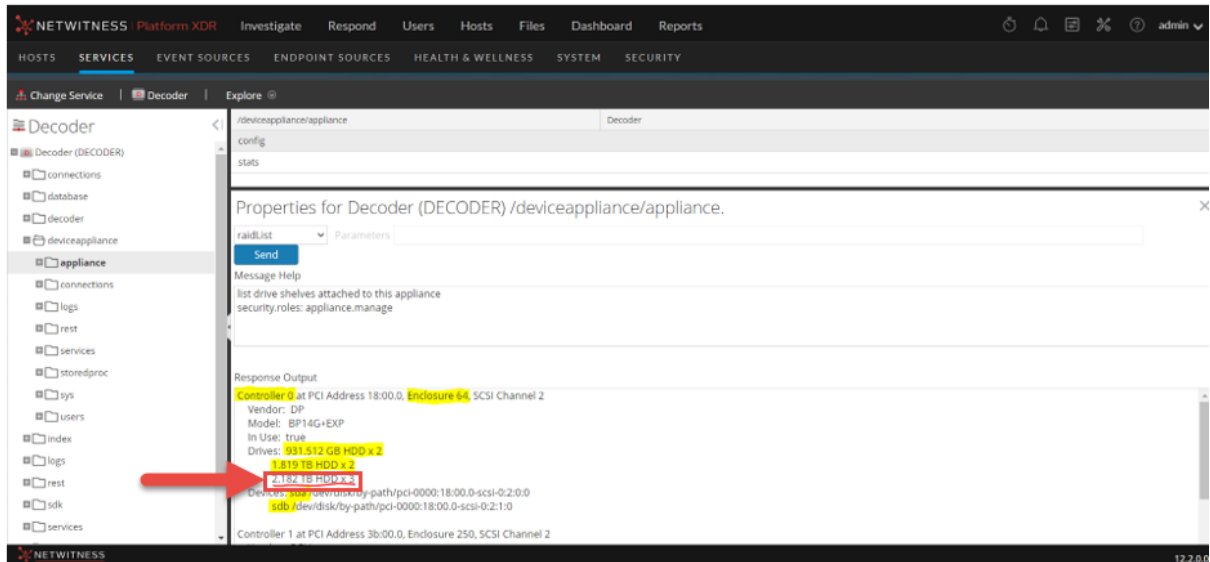 NETWITNESS Platform XDR Investigate Respond Users Hosts Files Dashboard Reports admin
HOSTS SERVICES EVENT SOURCES ENDPOINT SOURCES HEALTH & WELLNESS SYSTEM SECURITY
Change Service | Decoder | Explore
Decoder
Decoder (DECODER)
connections
database
decoder
deviceappliance
appliance
connections
logs
rest
services
storedproc
sys
users
index
logs
rest
sdk
services
/deviceappliance/appliance Decoder
config
stats
Properties for Decoder (DECODER) /deviceappliance/appliance.
raidList Parameters
Send
Message Help
list drive shelves attached to this appliance
security.roles: appliance.manage
Response Output
Controller 0 at PCI Address 18:00.0, Enclosure 64, SCSI Channel 2
Vendor: DP
Model: BP14G+EXP
In Use: true
Drives: 931.512 GB HDD x 2
1.819 TB HDD x 2
2.182 TB HDD x 3
Devices: sda /dev/disk/by-path/pci-0000:18:00.0-scsi-0:2:0:0
sdb /dev/disk/by-path/pci-0000:18:00.0-scsi-0:2:1:0
Controller 1 at PCI Address 3b:00.0, Enclosure 250, SCSI Channel 2
NETWITNESS 12.2.0.0